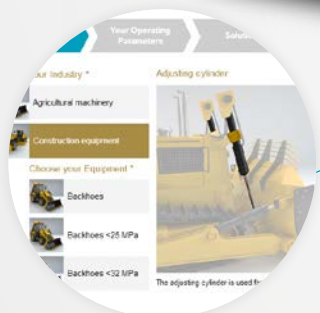 Your Operating
Parameters
Solu
our Industry *
Adjusting cylinder
Agricultural machinery
Construction equipment
Choose your Equipment *
Backhoes
Backhoes <25 MPa
Backhoes <32 MPa
The adjusting cylinder is used